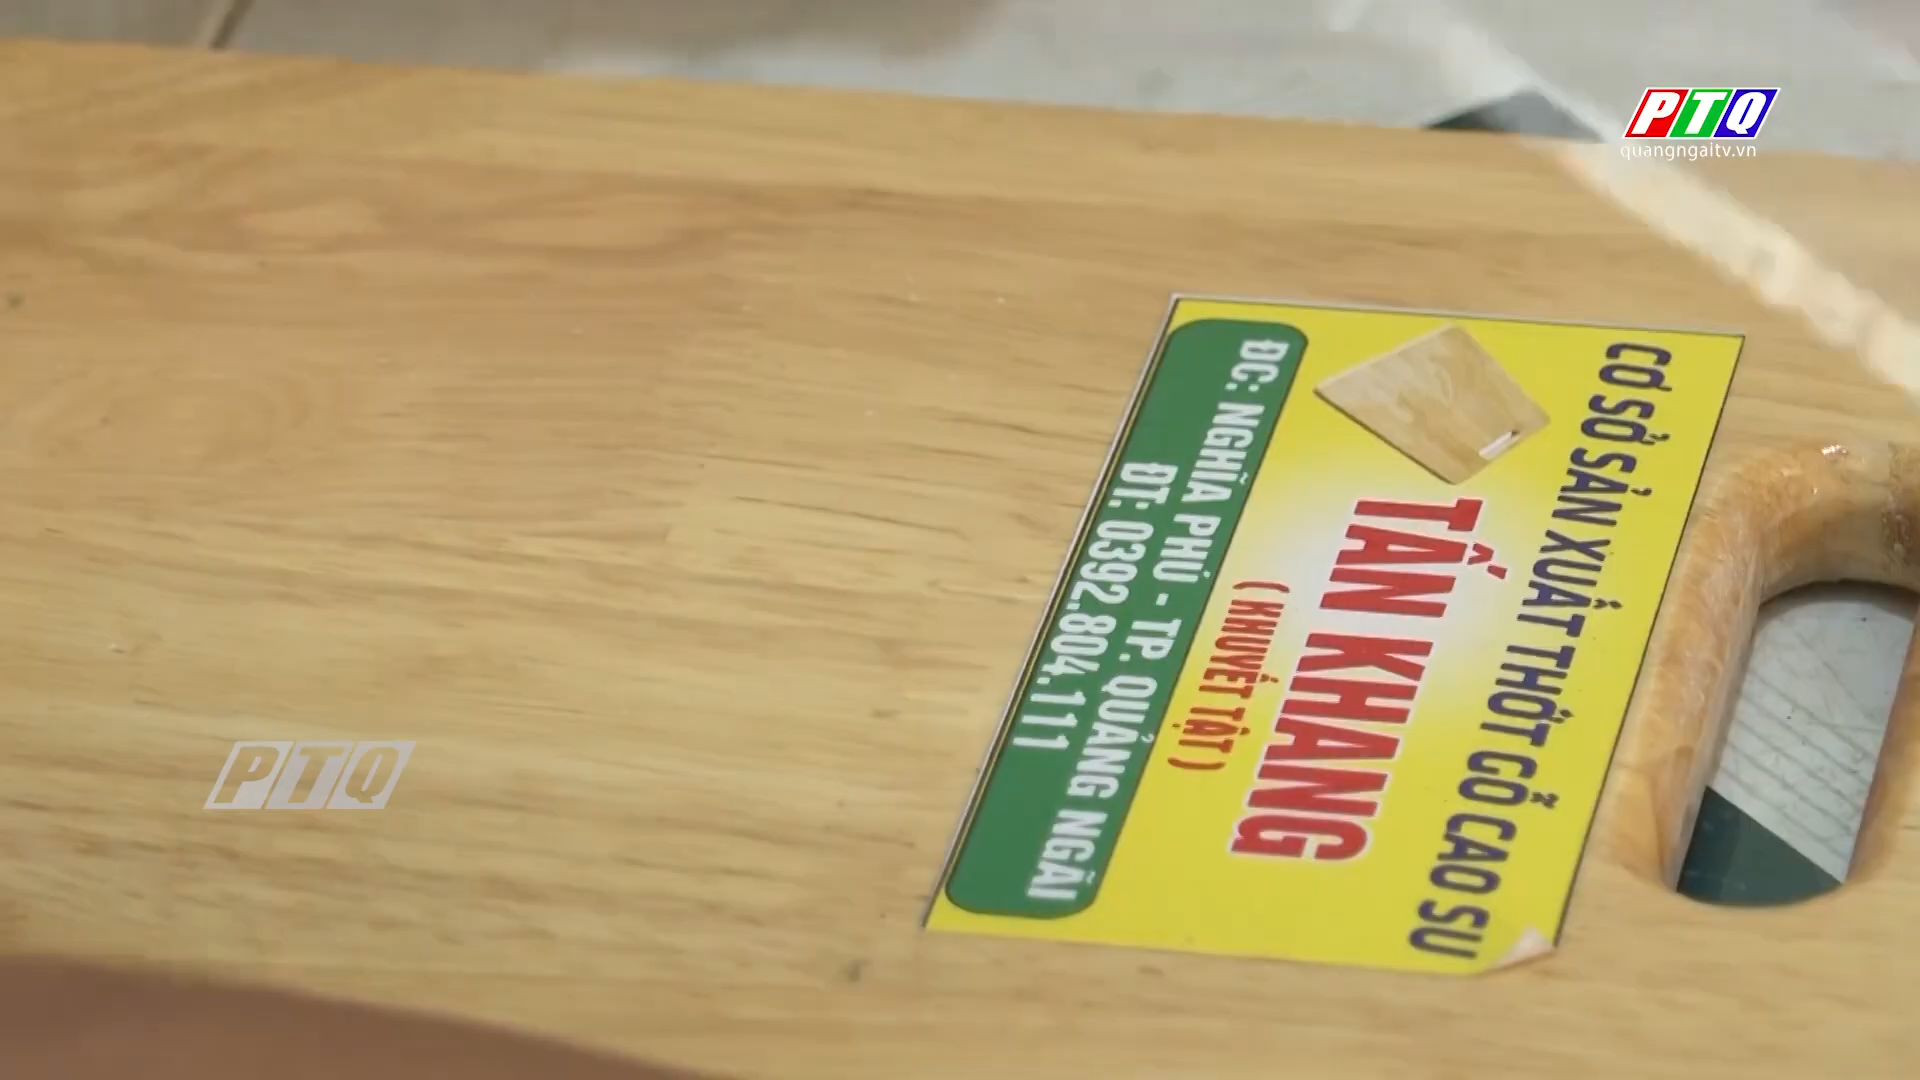 PTQ
quangngaitv.vn
CƠ SỞ SẢN XUẤT THỚT GỖ CAO SU
TẤN KHANG
( KHUYẾT TẬT )
ĐC: NGHĨA PHÚ - TP. QUẢNG NGÃI
ĐT: 0392.804.111
PTQ